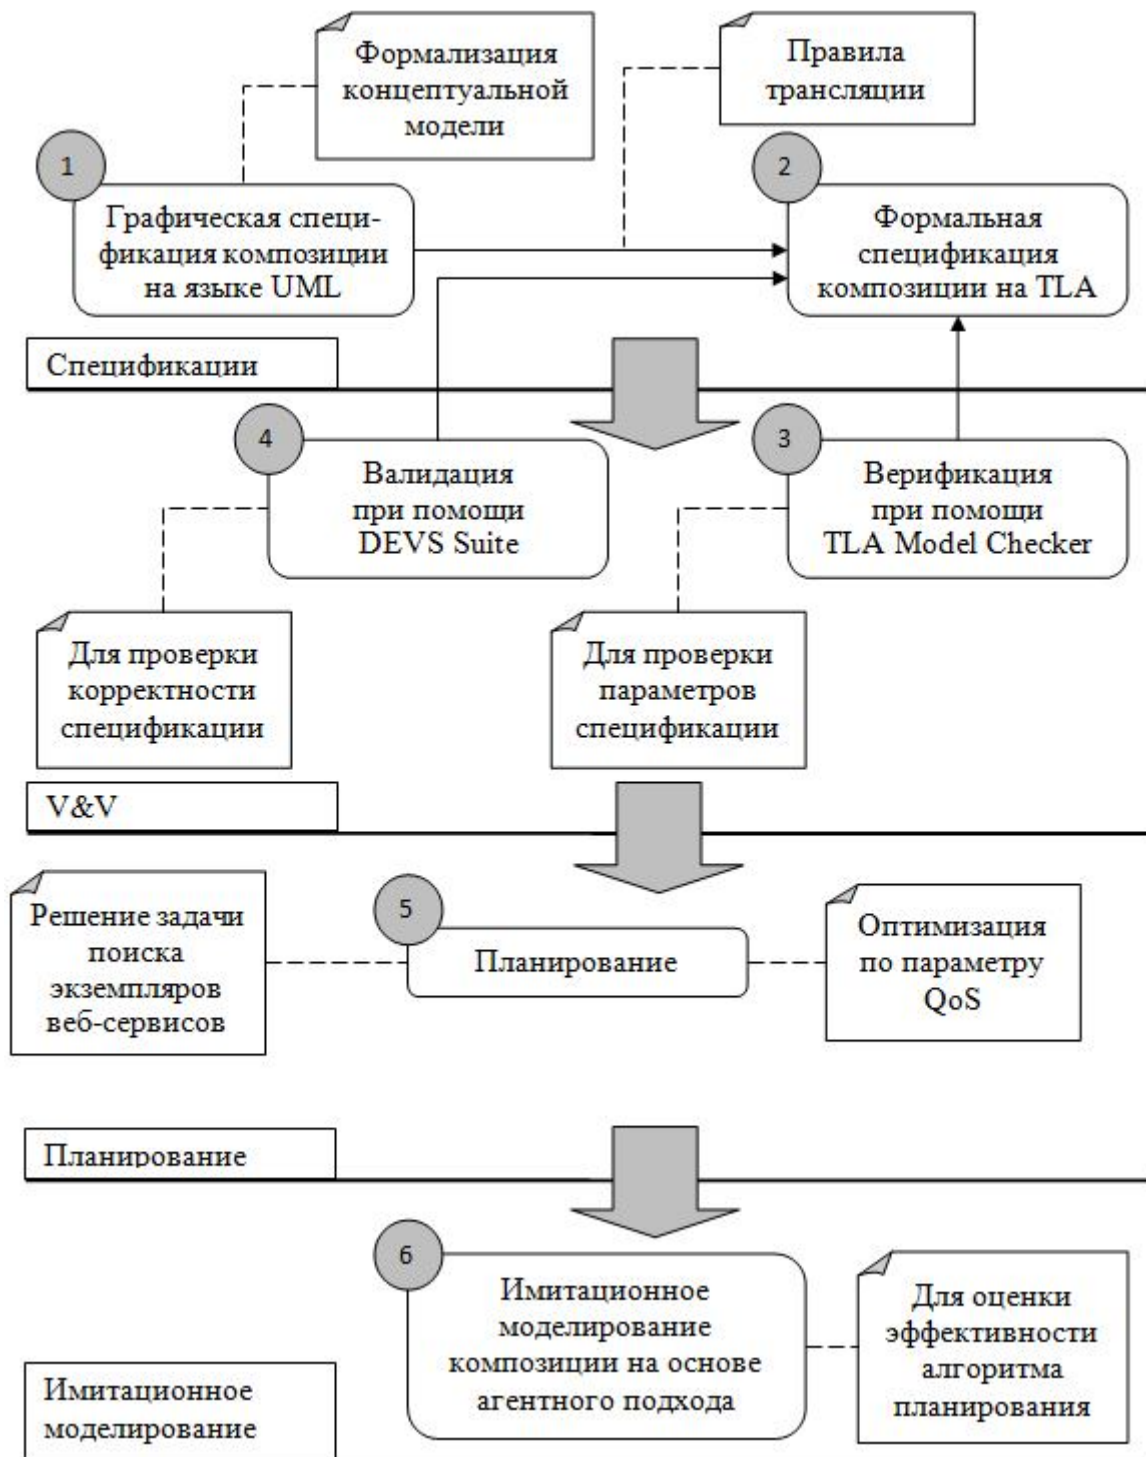 Формализация
концептуальной
модели
Правила
трансляции
1
Графическая специ-
фикация композиции
на языке UML
2
Формальная
спецификация
композиции на TLA
Спецификации
4
Валидация
при помощи
DEVS Suite
3
Верификация
при помощи
TLA Model Checker
Для проверки
корректности
спецификации
Для проверки
параметров
спецификации
V&V
Решение задачи
поиска
экземпляров
веб-сервисов
5
Планирование
Оптимизация
по параметру
QoS
Планирование
6
Имитационное
моделирование
композиции на основе
агентного подхода
Для оценки
эффективности
алгоритма
планирования
Имитационное
моделирование